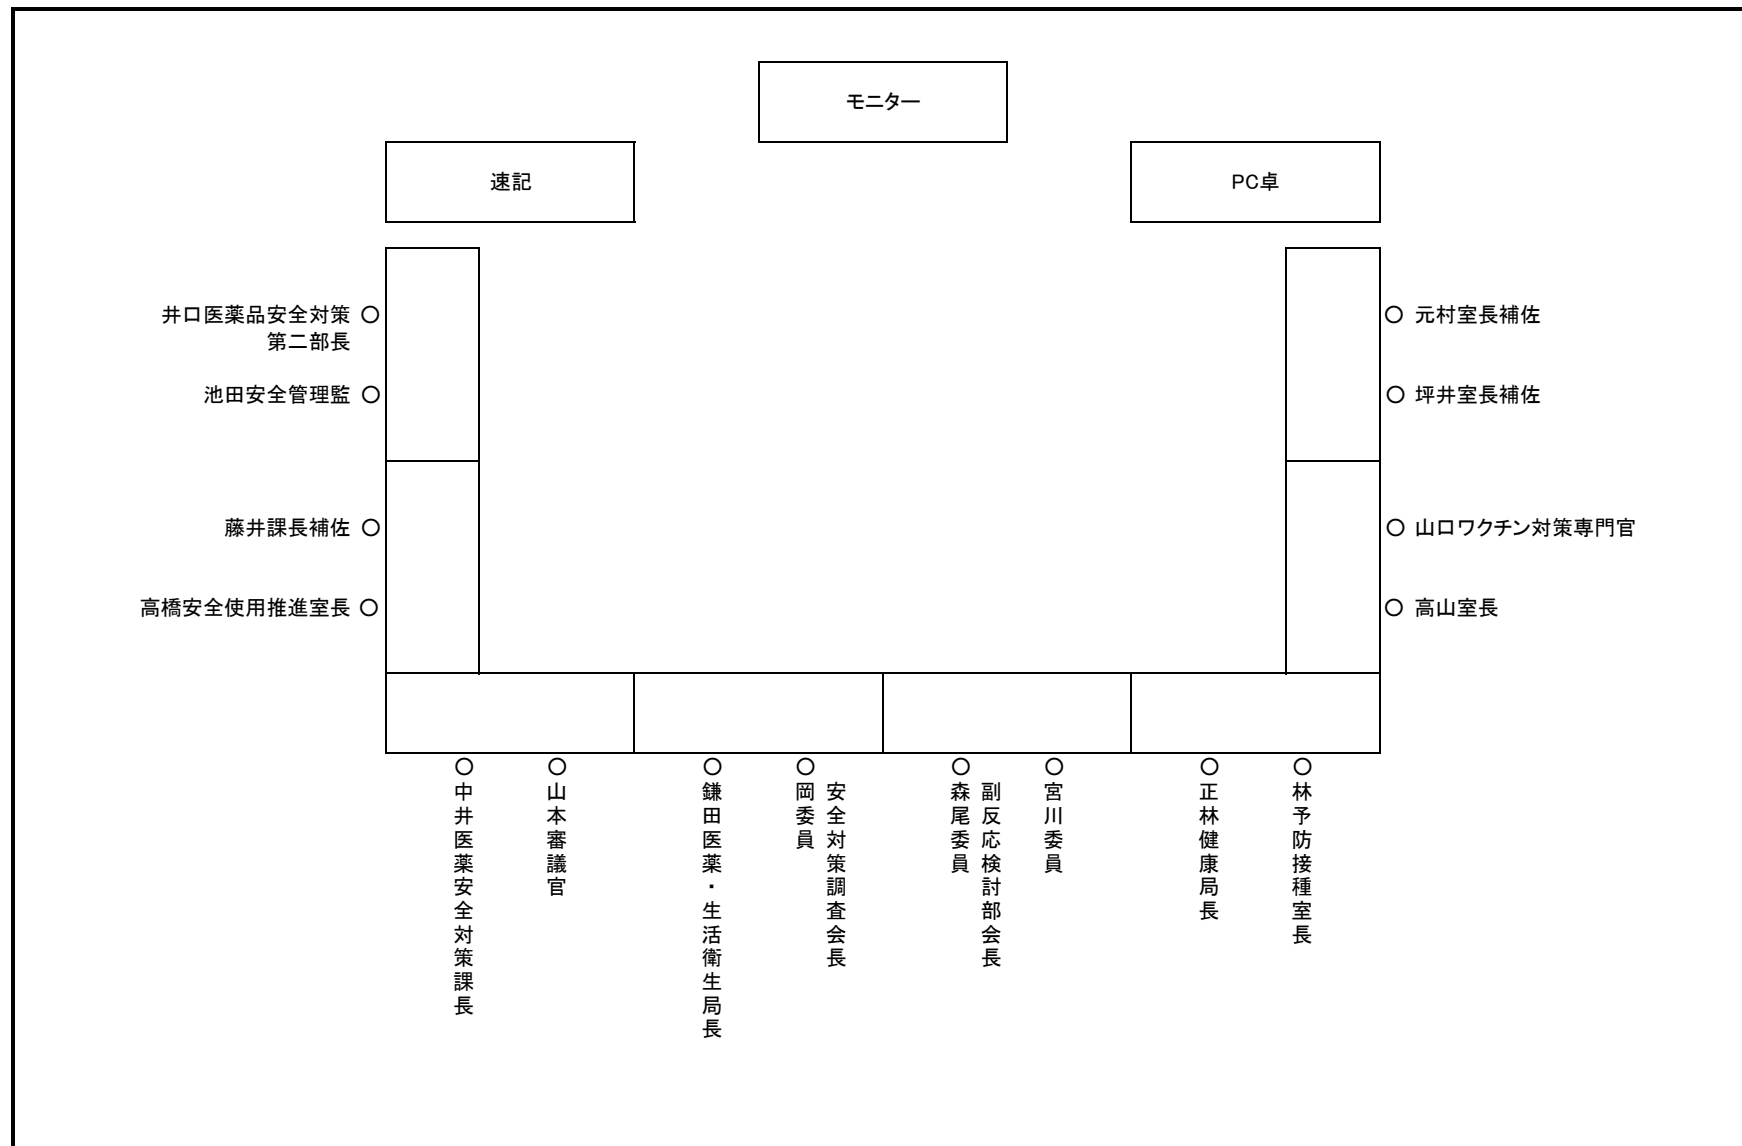 モニター
速記
PC卓
井口医薬品安全対策
第二部長
○
○ 元村室長補佐
池田安全管理監 ○
○ 坪井室長補佐
藤井課長補佐 ○
○ 山口ワクチン対策専門官
高橋安全使用推進室長 ○
○ 高山室長
○中井医薬安全対策課長
○山本審議官
○鎌田医薬・生活衛生局長
○岡委員
安全対策調査会長
○森尾委員
副反応検討部会長
○宮川委員
○正林健康局長
○林予防接種室長